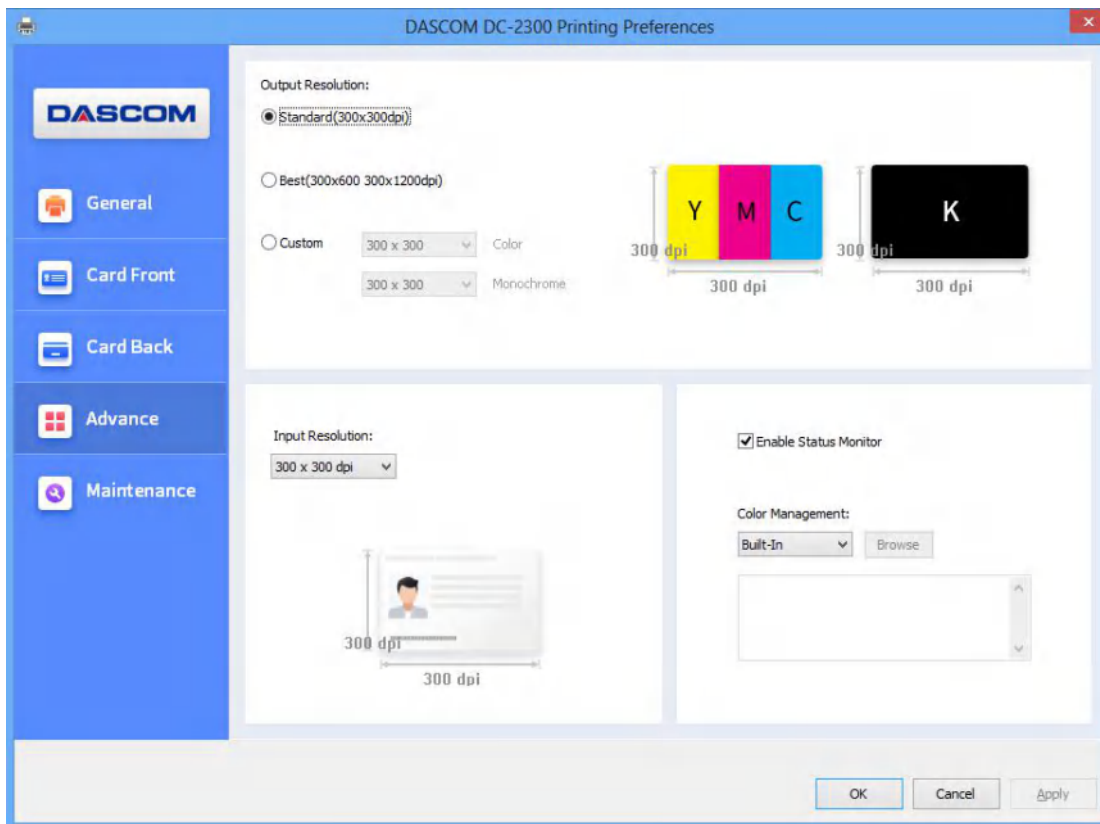 DASCOM DC-2300 Printing Preferences
DASCOM
General
Card Front
Card Back
Advance
Maintenance
Output Resolution:
Standard(300x300dpi)
Best(300x600 300x1200dpi)
Custom
300 x 300
Color
300 x 300
Monochrome
Y M C
300 dpi
300 dpi
K
300 dpi
300 dpi
Input Resolution:
300 x 300 dpi
300 dpi
300 dpi
Enable Status Monitor
Color Management:
Built-In
Browse
OK
Cancel
Apply